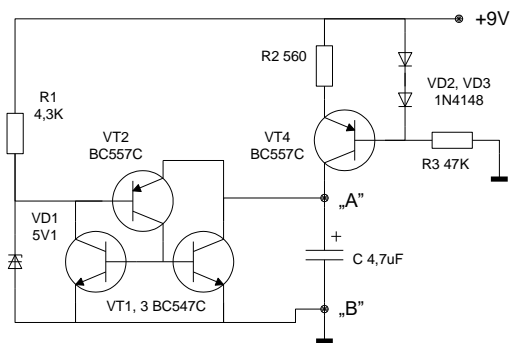 +9V
R2 560
VD2, VD3
1N4148
R1
4,3K
VT2
BC557C
VT4
BC557C
R3 47K
„A”
VD1
5V1
+
C 4,7uF
VT1, 3 BC547C
„B”